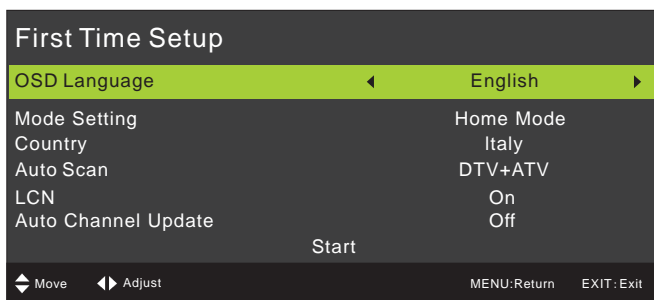 First Time Setup
OSD Language English
Mode Setting Home Mode
Country Italy
Auto Scan DTV+ATV
LCN On
Auto Channel Update Off
Start
Move Adjust MENU:Return EXIT:Exit